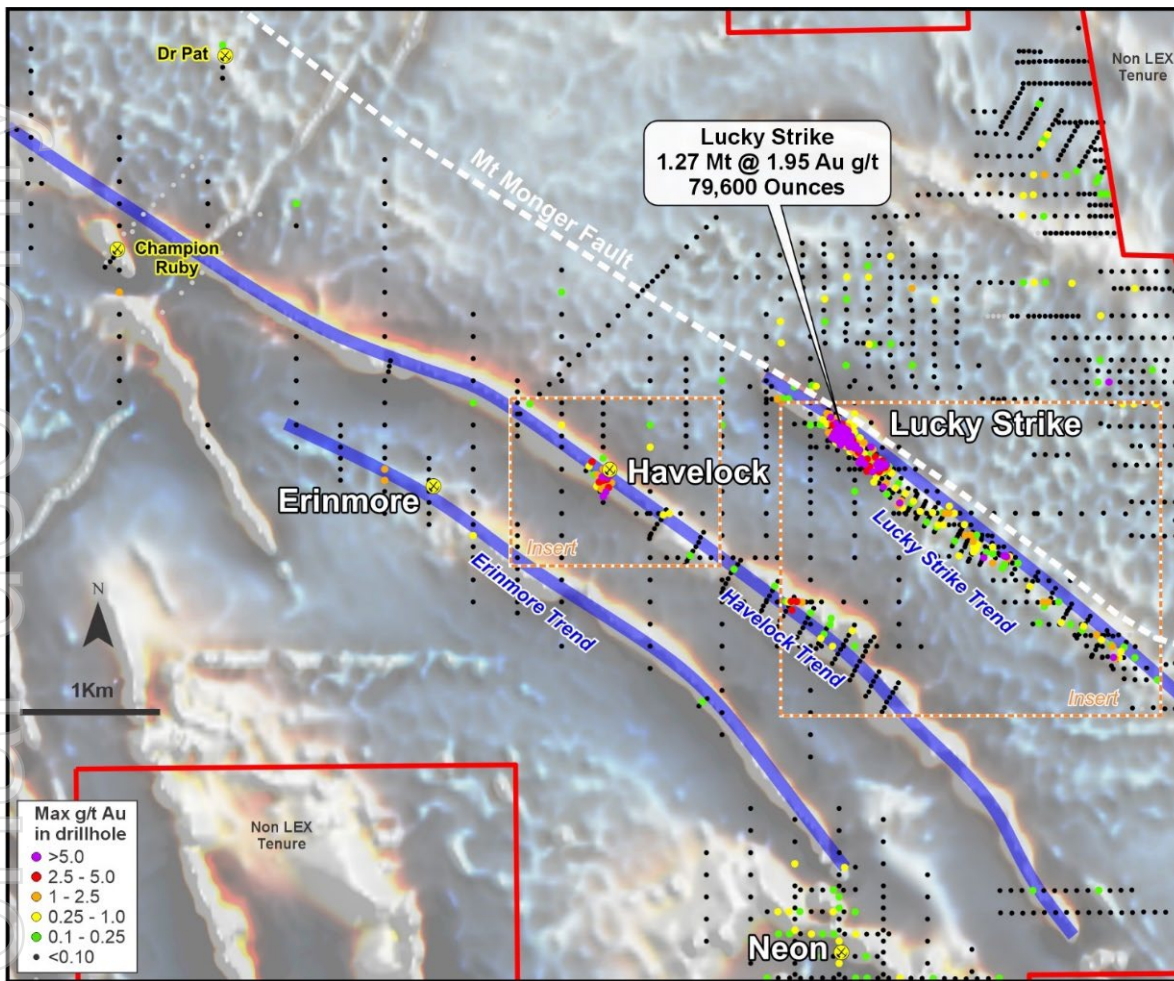 Dr Pat
Non LEX
Tenure
Lucky Strike
1.27 Mt @ 1.95 Au g/t
79,600 Ounces
Mt Monger Fault
Champion
Ruby
Lucky Strike
Havelock
Erinmore
Insert
Lucky Strike Trend
Erinmore Trend
Havelock Trend
N
1Km
Insert
Max g/t Au
in drillhole
>5.0
2.5 - 5.0
1 - 2.5
0.25 - 1.0
0.1 - 0.25
<0.10
Non LEX
Tenure
Neon